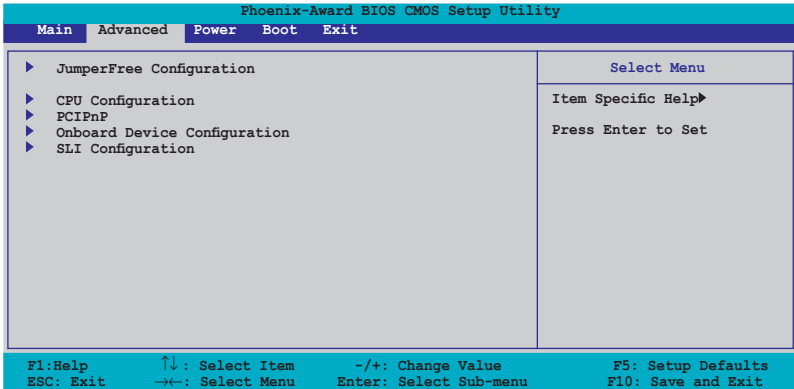 Phoenix-Award BIOS CMOS Setup Utility
Main Advanced Power Boot Exit
JumperFree Configuration
CPU Configuration
PCIPnP
Onboard Device Configuration
SLI Configuration
Select Menu
Item Specific Help
Press Enter to Set
F1:Help ↑↓: Select Item -/+: Change Value F5: Setup Defaults
ESC: Exit →←: Select Menu Enter: Select Sub-menu F10: Save and Exit